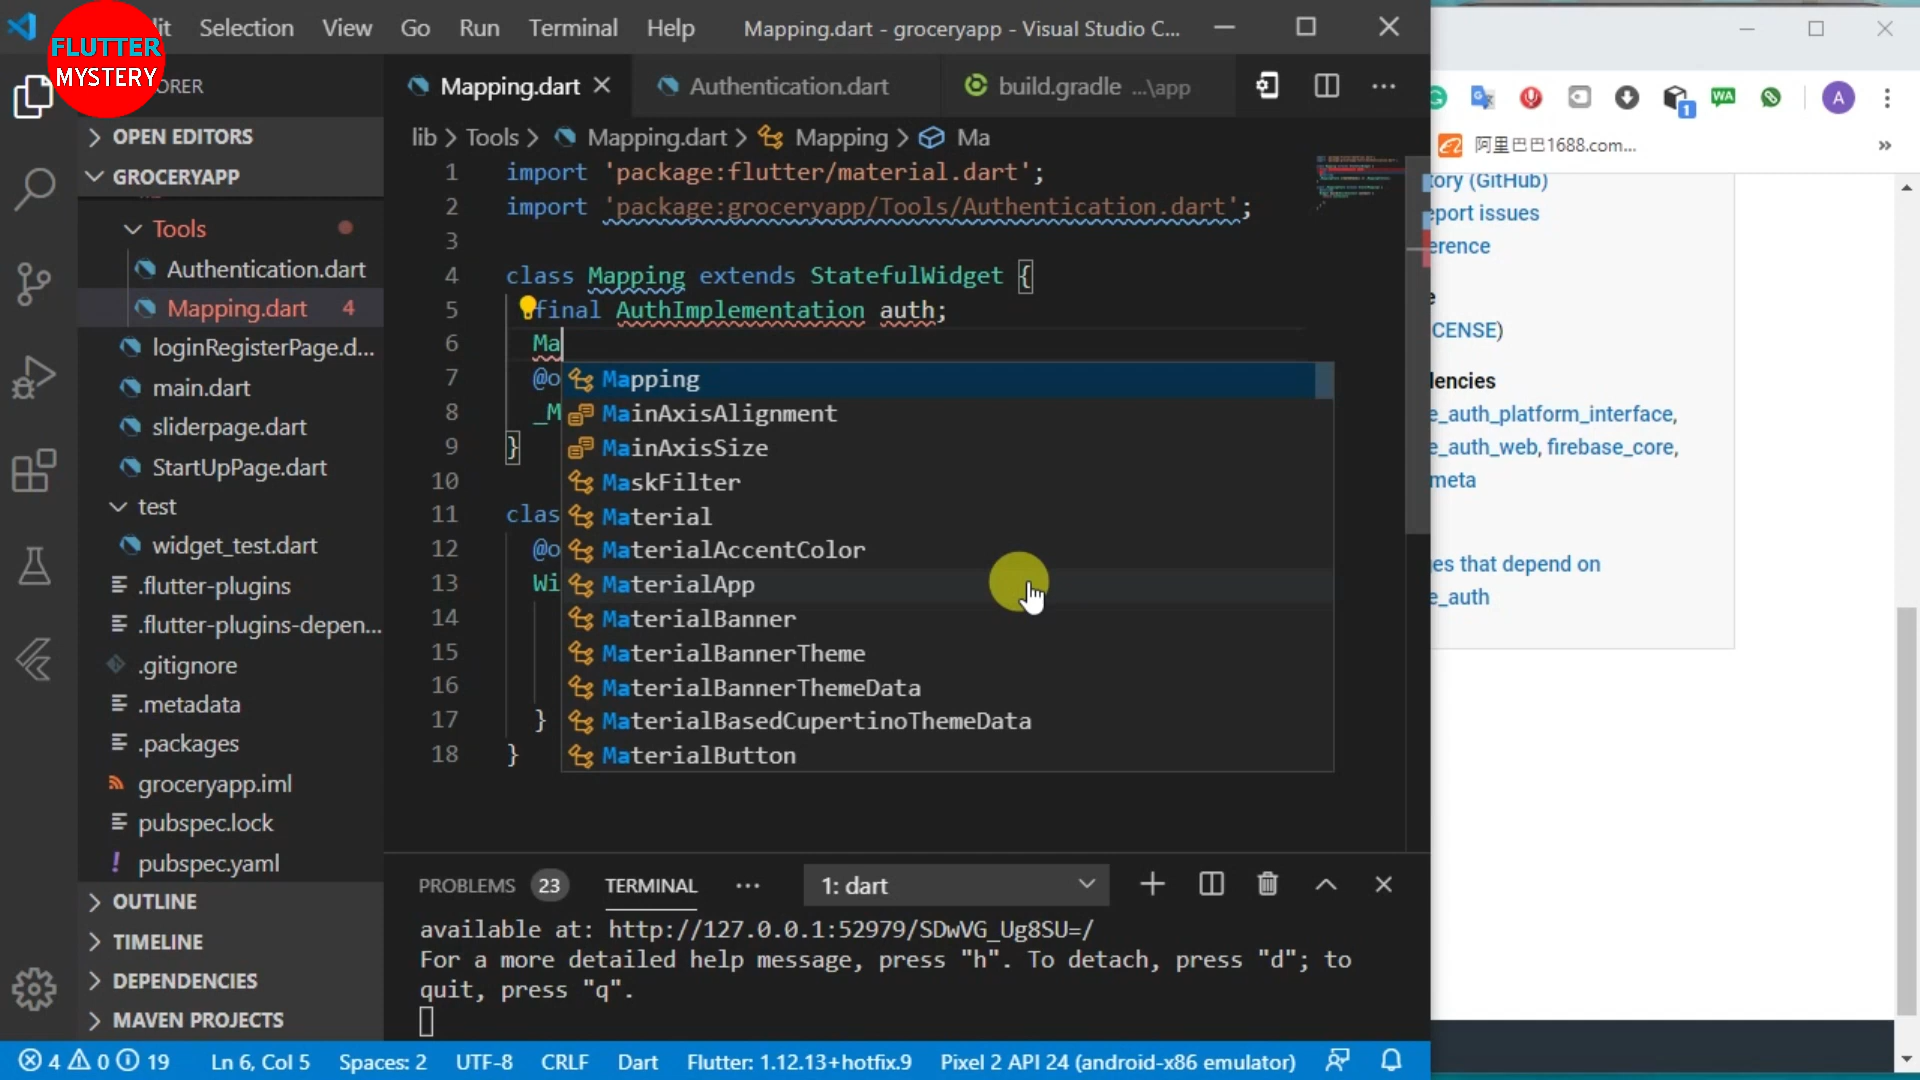 FLUTTER
MYSTERY
Selection View Go Run Terminal Help
Mapping.dart - groceryapp - Visual Studio C...
ORER
Mapping.dart
Authentication.dart
build.gradle ...\app
OPEN EDITORS
GROCERYAPP
Tools
Authentication.dart
Mapping.dart 4
loginRegisterPage.d...
main.dart
sliderpage.dart
StartUpPage.dart
test
widget_test.dart
.flutter-plugins
.flutter-plugins-depen...
.gitignore
.metadata
.packages
groceryapp.iml
pubspec.lock
pubspec.yaml
OUTLINE
TIMELINE
DEPENDENCIES
MAVEN PROJECTS
lib > Tools > Mapping.dart > Mapping > Ma
1 import 'package:flutter/material.dart';
2 import 'package:groceryapp/Tools/Authentication.dart';
3
4 class Mapping extends StatefulWidget {
5 final AuthImplementation auth;
6 Ma
7 @o
8 _M
9 }
10
11 clas
12 @o
13 Wi
14
15
16
17 }
18 }
Mapping
MainAxisAlignment
MainAxisSize
MaskFilter
Material
MaterialAccentColor
MaterialApp
MaterialBanner
MaterialBannerTheme
MaterialBannerThemeData
MaterialBasedCupertinoThemeData
MaterialButton
PROBLEMS 23 TERMINAL ... 1: dart
available at: http://127.0.0.1:52979/SDwVG_Ug8SU=/
For a more detailed help message, press "h". To detach, press "d"; to
quit, press "q".
4 0 19 Ln 6, Col 5 Spaces: 2 UTF-8 CRLF Dart Flutter: 1.12.13+hotfix.9 Pixel 2 API 24 (android-x86 emulator)
1 WA A
阿里巴巴1688.com...
ory (GitHub)
port issues
erence
e
CENSE)
lencies
e_auth_platform_interface,
e_auth_web, firebase_core,
meta
es that depend on
e_auth